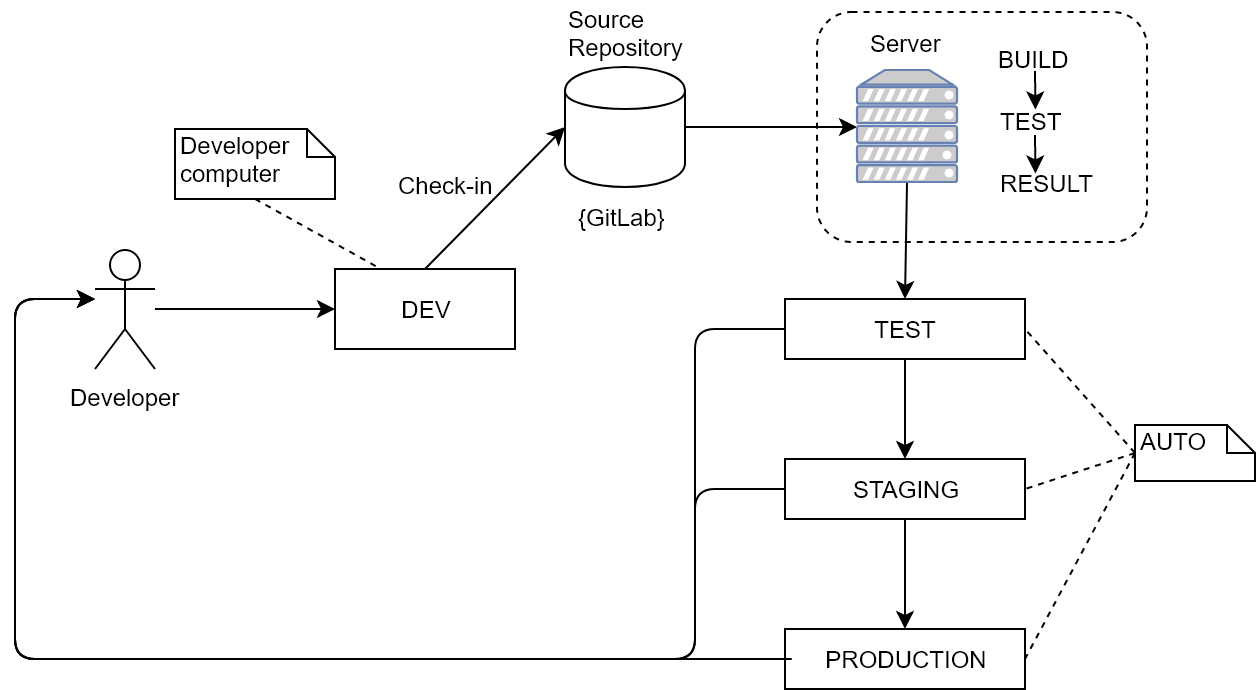 Source
Repository
Server
BUILD
TEST
RESULT
Developer
computer
Check-in
{GitLab}
DEV
Developer
TEST
AUTO
STAGING
PRODUCTION